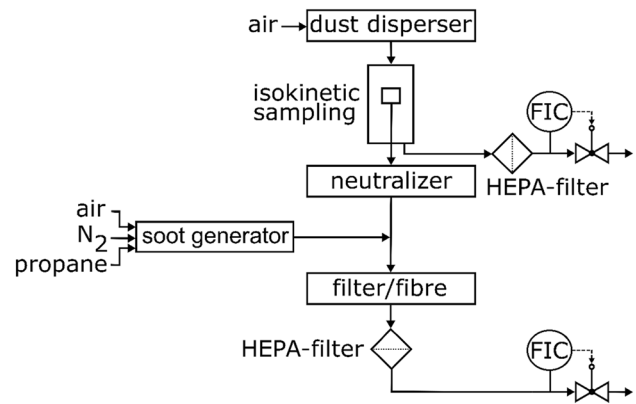 air
dust disperser
isokinetic
sampling
FIC
HEPA-filter
neutralizer
air
N2
propane
soot generator
filter/fibre
HEPA-filter
FIC